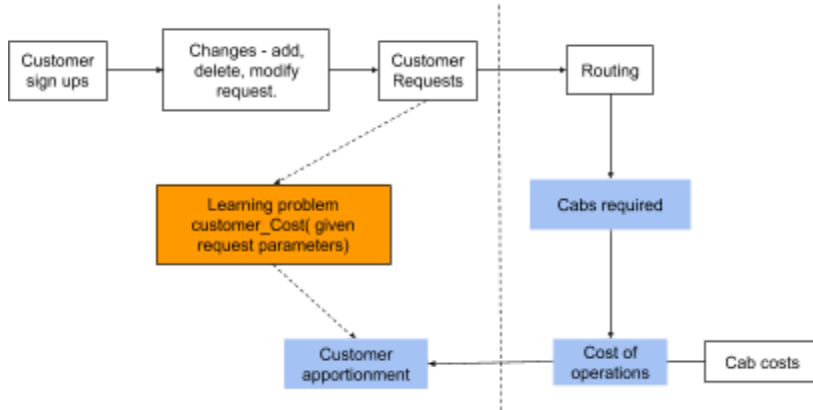 Customer
sign ups
Changes - add,
delete, modify
request.
Customer
Requests
Routing
Learning problem
customer_Cost( given
request parameters)
Cabs required
Customer
apportionment
Cost of
operations
Cab costs